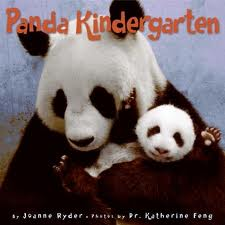 Panda Kindergarten
By Joanne Ryder • Photos by Dr. Katherine Feng